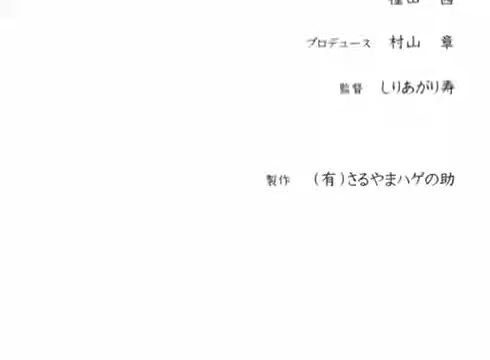 プロデュース 村山 章
監督 しりあがり寿
製作 (有)さるやまハゲの助